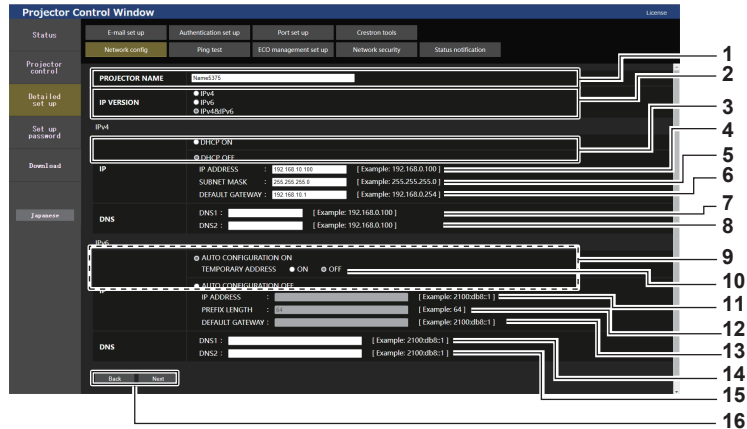 Projector Control Window
License
Status
Projector
control
Detailed
set up
Set up
password
Download
Japanese
E-mail set up
Authentication set up
Port set up
Crestron tools
Network config
Ping test
ECO management set up
Network security
Status notification
PROJECTOR NAME
Name5375
IP VERSION
IPv4
IPv6
IPv4&IPv6
IPv4
DHCP ON
DHCP OFF
IP
IP ADDRESS : 192.168.10.100 [ Example: 192.168.0.100 ]
SUBNET MASK : 255.255.255.0 [ Example: 255.255.255.0 ]
DEFAULT GATEWAY : 192.168.10.1 [ Example: 192.168.0.254 ]
DNS
DNS1 : [ Example: 192.168.0.100 ]
DNS2 : [ Example: 192.168.0.100 ]
IPv6
AUTO CONFIGURATION ON
TEMPORARY ADDRESS ON OFF
AUTO CONFIGURATION OFF
IP
IP ADDRESS : [ Example: 2100:db8::1 ]
PREFIX LENGTH : 64 [ Example: 64 ]
DEFAULT GATEWAY : [ Example: 2100:db8::1 ]
DNS
DNS1 : [ Example: 2100:db8::1 ]
DNS2 : [ Example: 2100:db8::1 ]
Back
Next
1
2
3
4
5
6
7
8
9
10
11
12
13
14
15
16